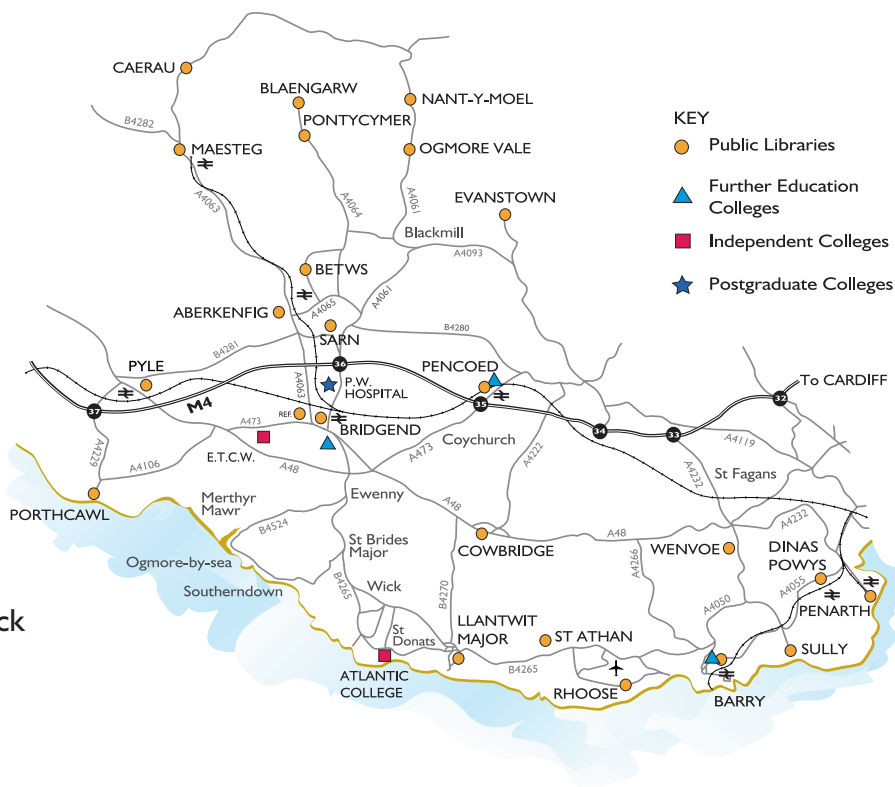 CAERAU
BLAENGARW
NANT-Y-MOEL
KEY
B4282
PONTYCYMER
Public Libraries
MAESTEG
OGMORE VALE
Further Education
Colleges
A4063
A4064
A4061
EVANSTOWN
Blackmill
Independent Colleges
A4093
BETWS
Postgraduate Colleges
A4061
A4065
ABERKENFIG
SARN
B4280
B4281
PYLE
36
PENCOED
P.W.
HOSPITAL
To CARDIFF
32
M4
A4063
37
35
REF.
BRIDGEND
34
33
A473
Coychurch
A4119
E.T.C.W.
A473
A4222
A4229
A4106
A48
A4232
St Fagans
PORTHCAWL
Merthyr
Mawr
Ewenny
A48
A4232
B4524
St Brides
Major
COWBRIDGE
A48
WENVOE
DINAS
POWYS
Ogmore-by-sea
A4266
Southerndown
B4265
Wick
B4270
A4055
A4050
PENARTH
ck
St
Donats
LLANTWIT
MAJOR
ST ATHAN
SULLY
B4265
ATLANTIC
COLLEGE
RHOOSE
BARRY